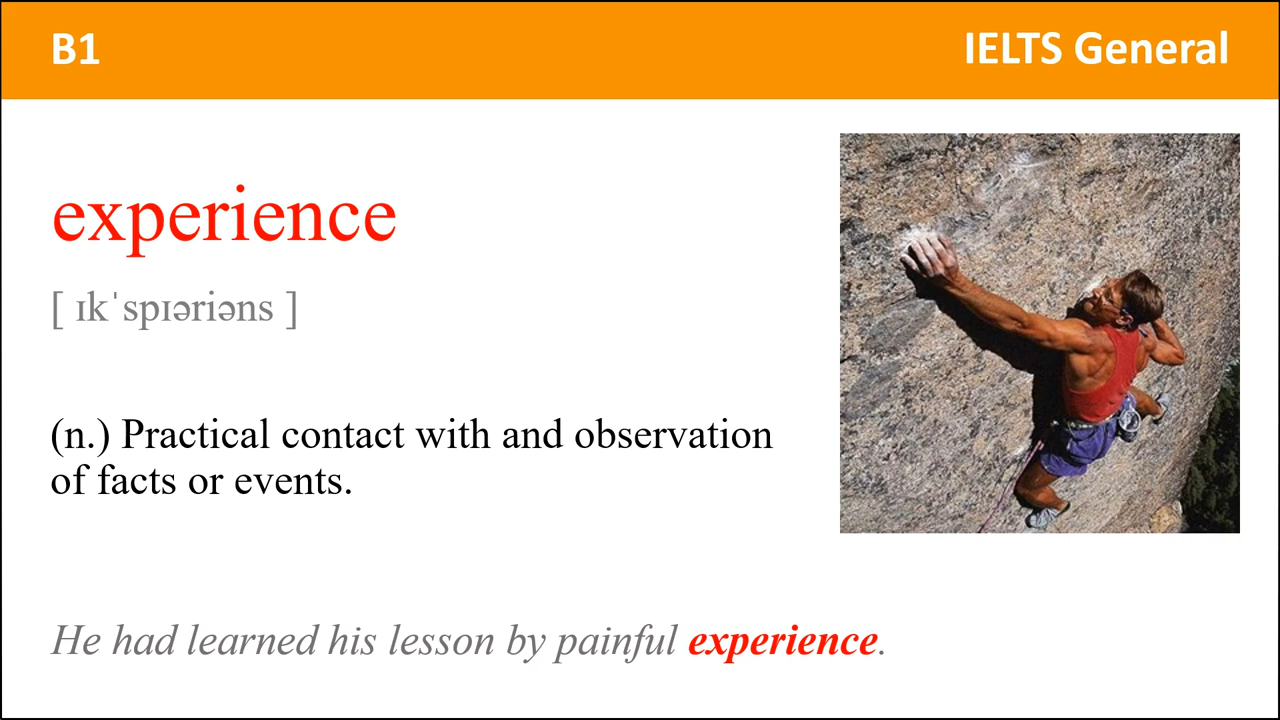 B1
IELTS General
experience
[ ɪkˈspɪəriəns ]
(n.) Practical contact with and observation
of facts or events.
He had learned his lesson by painful experience.